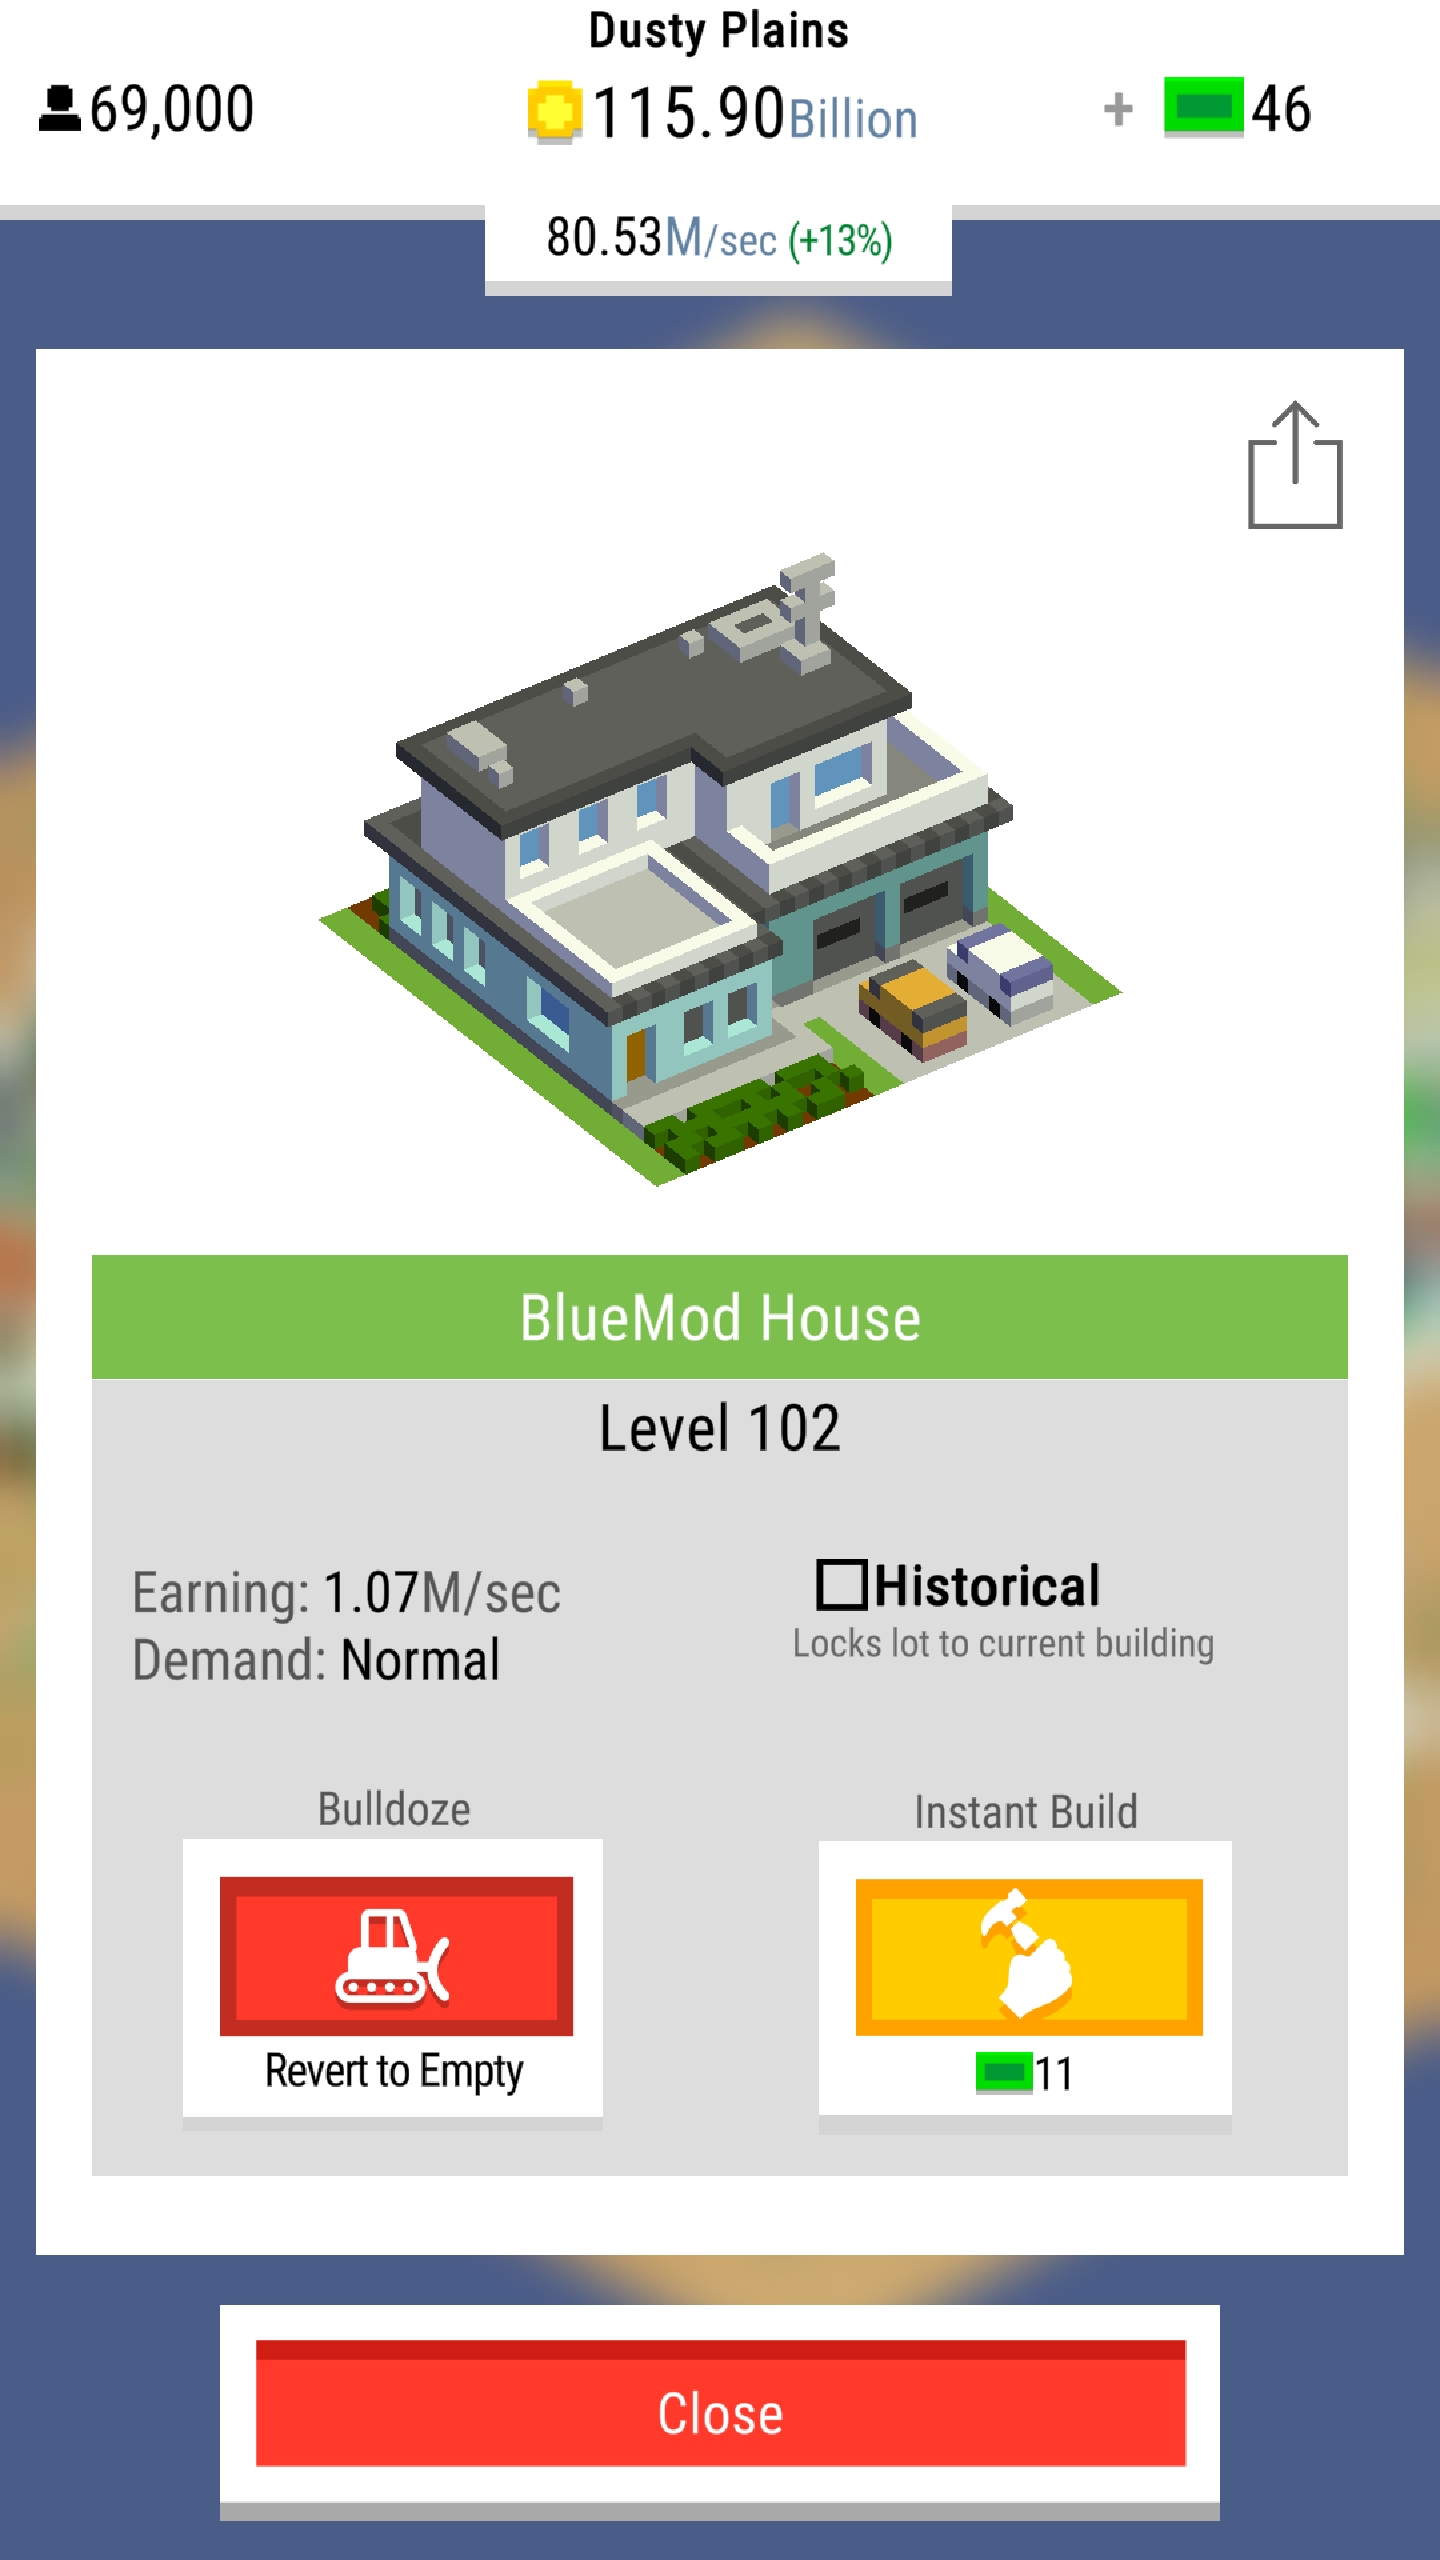 Dusty Plains
69,000
115.90Billion
+ 46
80.53M/sec (+13%)
BlueMod House
Level 102
Earning: 1.07M/sec
Demand: Normal
Historical
Locks lot to current building
Bulldoze
Revert to Empty
Instant Build
11
Close